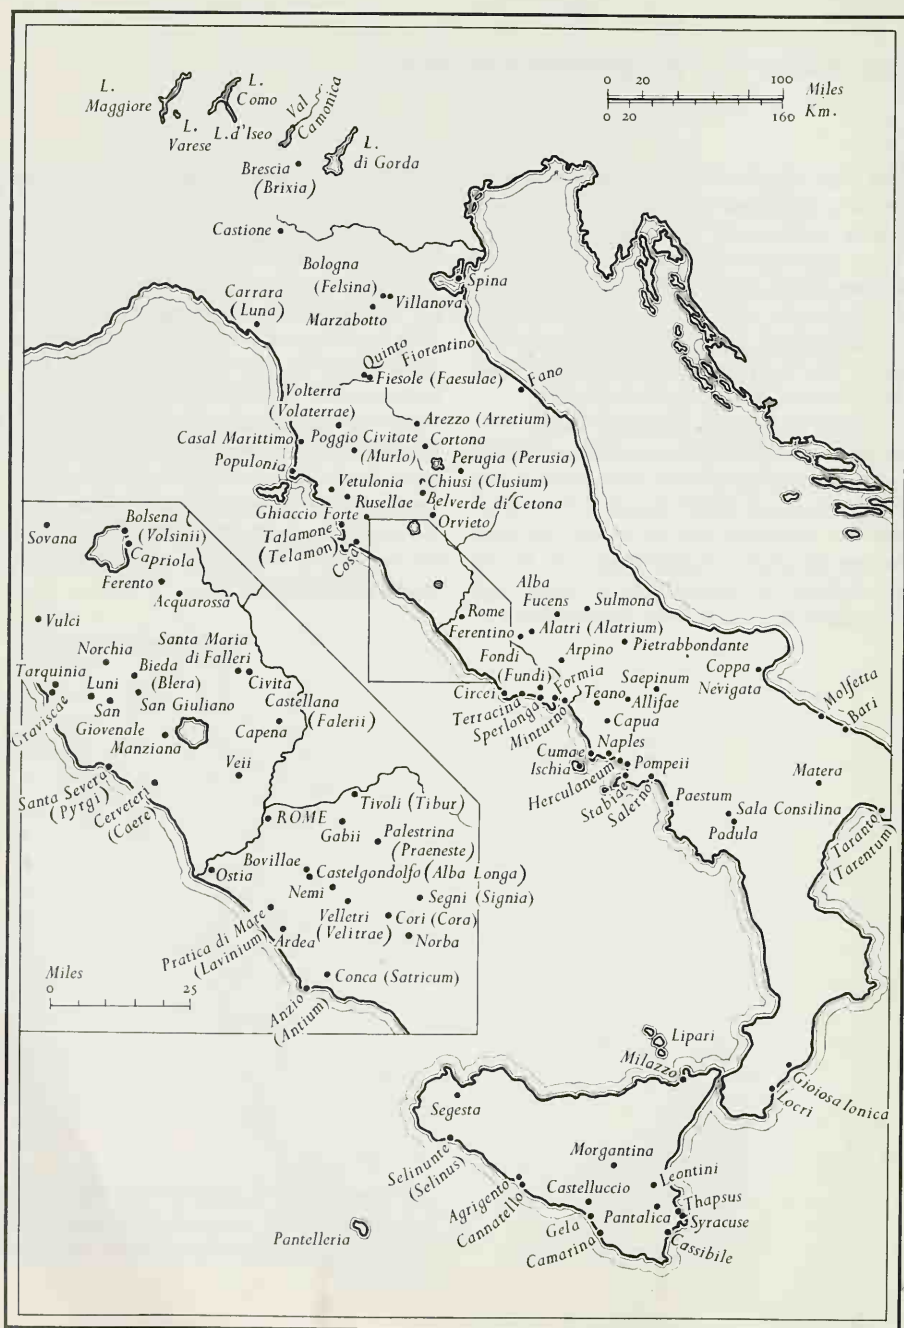 L.
Maggiore
L.
Como
L.
Varese
L. d'Iseo
Val
Camonica
L.
di Gorda
0 20 100
Miles
Km.
0 20 160
Brescia
(Brixia)
Castione
Bologna
(Felsina)
Villanova
Marzabotto
Spina
Carrara
(Luna)
Quinto
Fiorentino
Fiesole (Faesulae)
Fano
Volterra
(Volaterrae)
Arezzo (Arretium)
Casal Marittimo
Poggio Civitate
(Murlo)
Cortona
Populonia
Perugia (Perusia)
Vetulonia
Chiusi (Clusium)
Rusellae
Belverde di Cetona
Ghiaccio Forte
Orvieto
Talamone
(Telamon)
Cosa
Rome
Ferentino
Alba
Fucens
Sulmona
Alatri (Alatrium)
Pietrabbondante
Fondi
(Fundi)
Arpino
Coppa
Nevigata
Circei
Terracina
Sperlonga
Formia
Minturno
Teano
Saepinum
Allifae
Capua
Molfetta
Bari
Cumae
Ischia
Naples
Pompeii
Herculaneum
Stabiae
Salerno
Paestum
Matera
Sala Consilina
Padula
Taranto
(Tarentum)
Sovana
Bolsena
(Volsinii)
Capriola
Ferento
Acquarossa
Vulci
Norchia
Santa Maria
di Falleri
Tarquinia
Luni
Bieda
(Blera)
Civita
Castellana
(Falerii)
Graviscae
San
Giovenale
San Giuliano
Manziana
Capena
Veii
Santa Severa
(Pyrgi)
Cerveteri
(Caere)
ROME
Tivoli (Tibur)
Gabii
Palestrina
(Praeneste)
Ostia
Bovillae
Castelgondolfo (Alba Longa)
Nemi
Segni (Signia)
Velletri
(Velitrae)
Cori (Cora)
Norba
Pratica di Mare
(Lavinium)
Ardea
Conca (Satricum)
Anzio
(Antium)
Miles
0 25
Lipari
Milazzo
Gioiosa Ionica
Locri
Segesta
Morgantina
Selinunte
(Selinus)
Leontini
Agrigento
Cannatello
Castelluccio
Thapsus
Gela
Pantalica
Syracuse
Camarina
Cassibile
Pantelleria